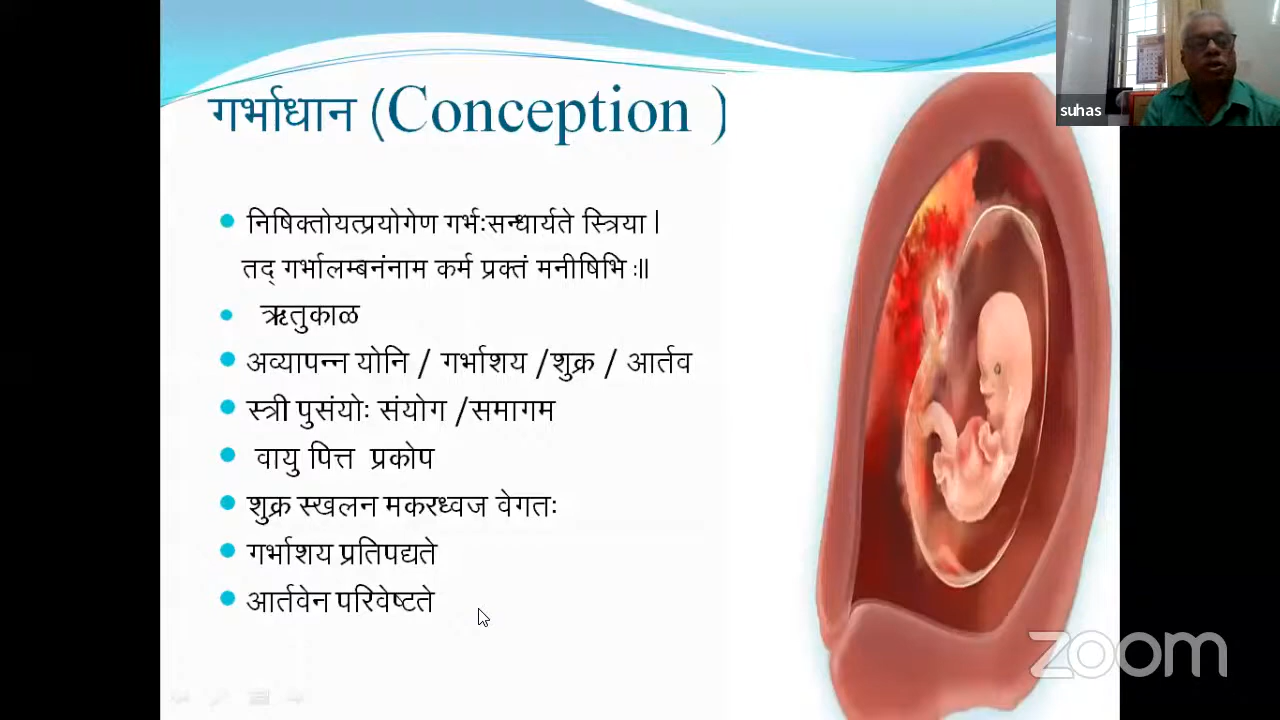 suhas
गर्भाधान (Conception )
निषिक्तोयत्प्रयोगेण गर्भःसन्धार्यते स्त्रिया |
तद् गर्भालम्बनंनाम कर्म प्रक्तं मनीषिभि :॥
ऋतुकाळ
अव्यापन्न योनि / गर्भाशय /शुक्र / आर्तव
स्त्री पुसंयोः संयोग /समागम
वायु पित्त प्रकोप
शुक्र स्खलन मकरध्वज वेगतः
गर्भाशय प्रतिपद्यते
आर्तवेन परिवेष्टते
zoom